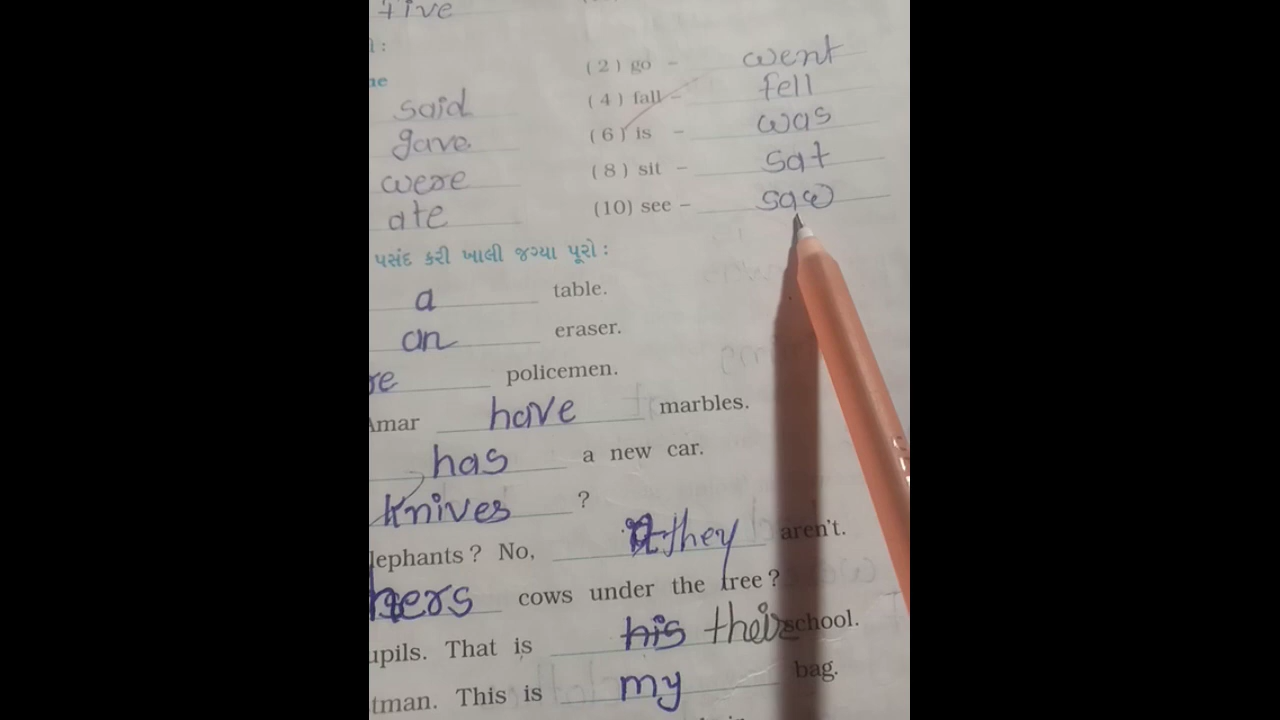 five
(2) go - went
said (4) fall - fell
gave (6) is - was
were (8) sit - sat
ate (10) see - saw
પસંદ કરી ખાલી જગ્યા પૂરો :
a table.
an eraser.
re policemen.
Amar have marbles.
has a new car.
knives ?
lephants ? No, they aren't.
cows under the tree ?
upils. That is his their school.
tman. This is my bag.